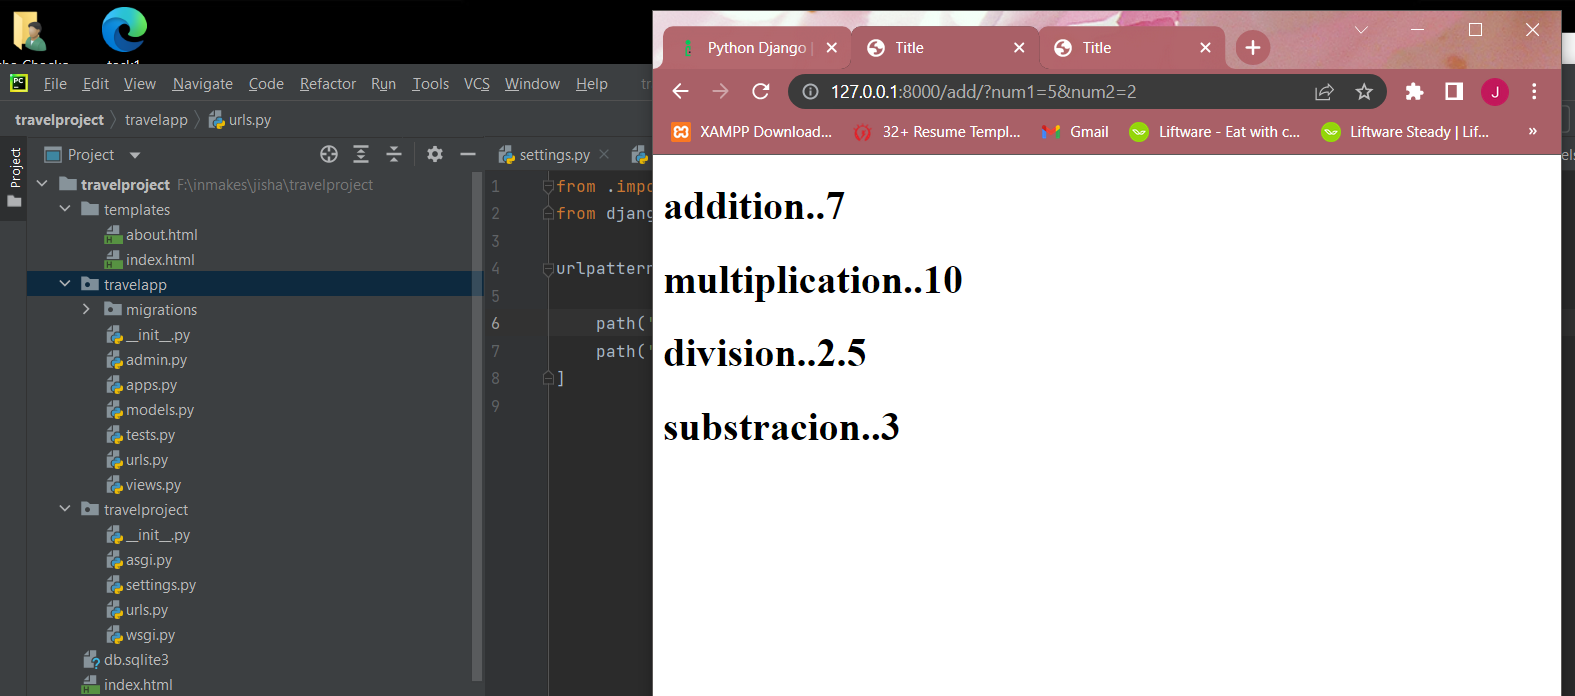 task1
File Edit View Navigate Code Refactor Run Tools VCS Window Help
travelproject travelapp urls.py
Project
Project
travelproject F:\inmakes\jisha\travelproject
templates
about.html
index.html
travelapp
migrations
__init__.py
admin.py
apps.py
models.py
tests.py
urls.py
views.py
travelproject
__init__.py
asgi.py
settings.py
urls.py
wsgi.py
db.sqlite3
index.html
settings.py
1 from .impo
2 from djang
3
4 urlpattern
5
6 path('
7 path('
8 ]
9
Python Django Title Title
127.0.0.1:8000/add/?num1=5&num2=2
J
XAMPP Download... 32+ Resume Templ... Gmail Liftware - Eat with c... Liftware Steady | Lif... »
addition..7
multiplication..10
division..2.5
substracion..3